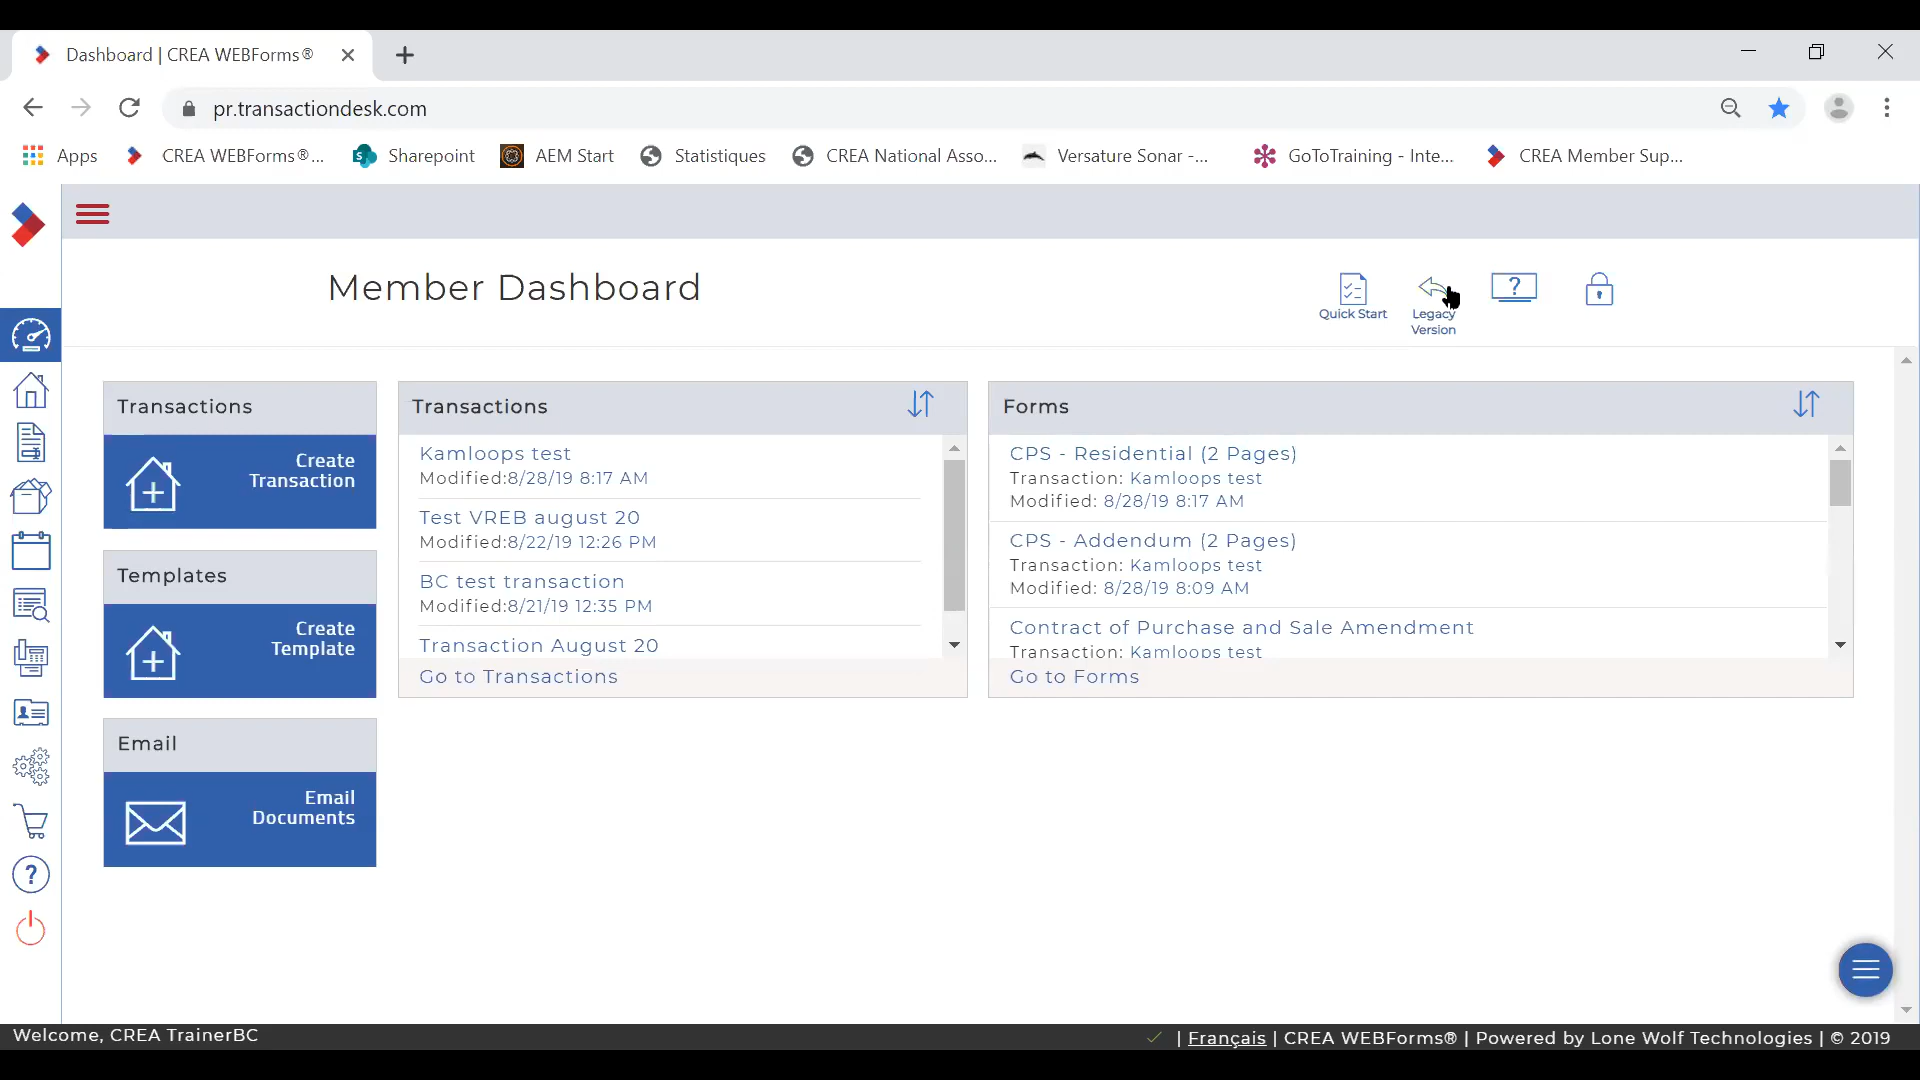 Dashboard | CREA WEBForms®
pr.transactiondesk.com
Apps
CREA WEBForms®...
Sharepoint
AEM Start
Statistiques
CREA National Asso...
Versature Sonar -...
GoToTraining - Inte...
CREA Member Sup...
Member Dashboard
Quick Start
Legacy
Version
?
Transactions
Create
Transaction
Templates
Create
Template
Email
Email
Documents
Transactions
Kamloops test
Modified:8/28/19 8:17 AM
Test VREB august 20
Modified:8/22/19 12:26 PM
BC test transaction
Modified:8/21/19 12:35 PM
Transaction August 20
Go to Transactions
Forms
CPS - Residential (2 Pages)
Transaction: Kamloops test
Modified: 8/28/19 8:17 AM
CPS - Addendum (2 Pages)
Transaction: Kamloops test
Modified: 8/28/19 8:09 AM
Contract of Purchase and Sale Amendment
Transaction: Kamloops test
Go to Forms
?
Welcome, CREA TrainerBC
| Français | CREA WEBForms® | Powered by Lone Wolf Technologies | © 2019